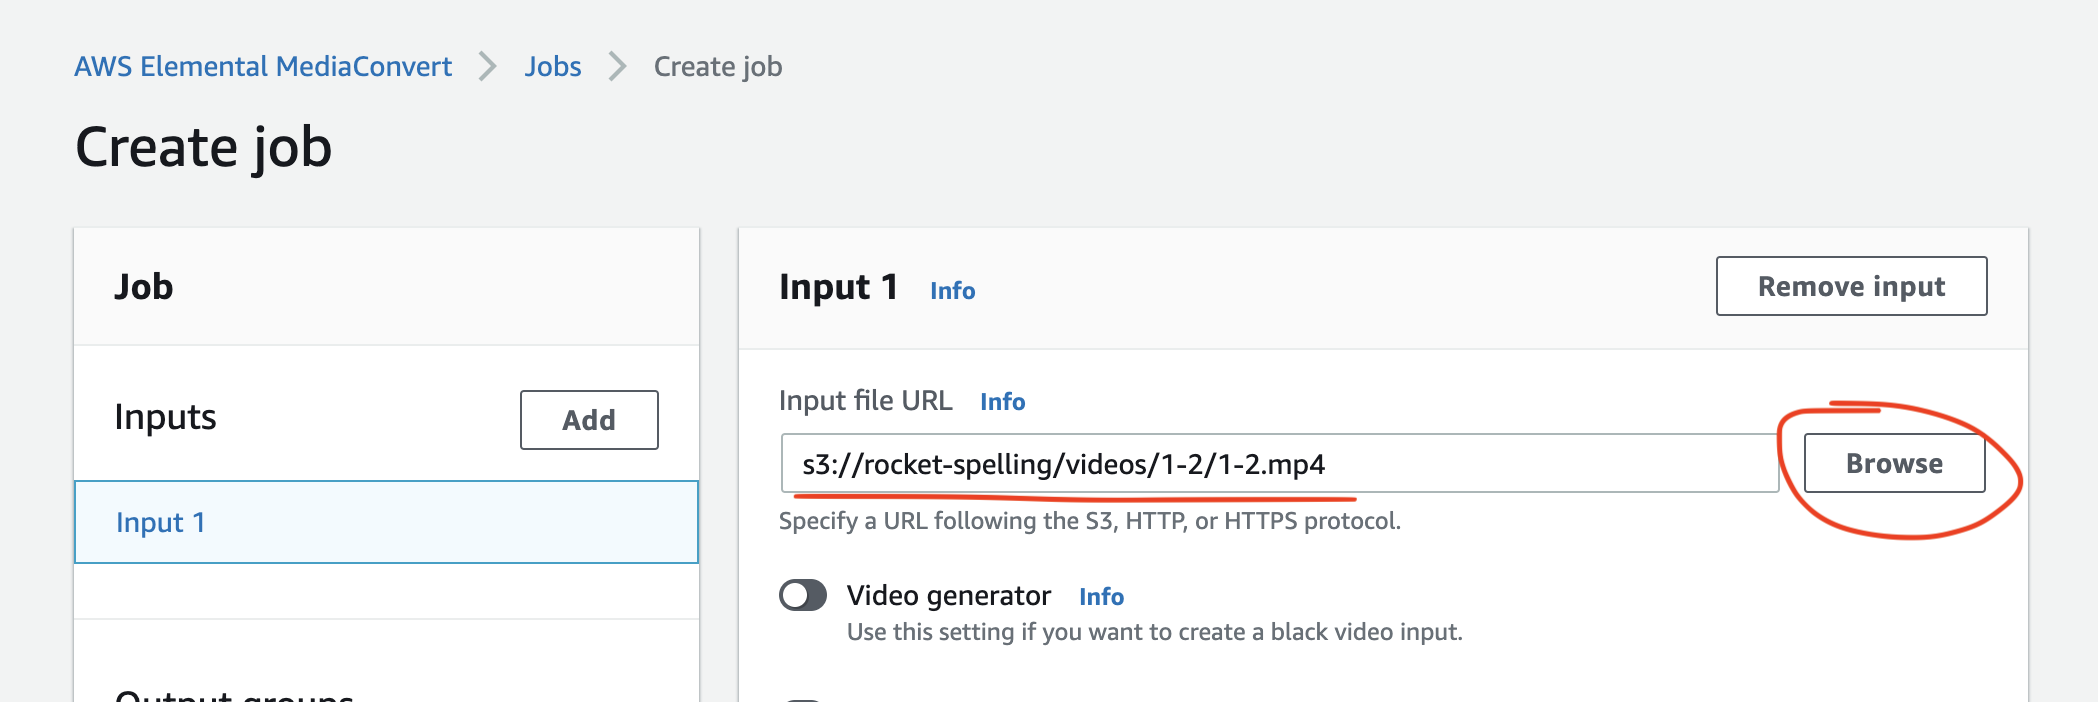 AWS Elemental MediaConvert > Jobs > Create job
Create job
Job
Inputs Add
Input 1
Output groups
Input 1 Info Remove input
Input file URL Info
s3://rocket-spelling/videos/1-2/1-2.mp4 Browse
Specify a URL following the S3, HTTP, or HTTPS protocol.
Video generator Info
Use this setting if you want to create a black video input.